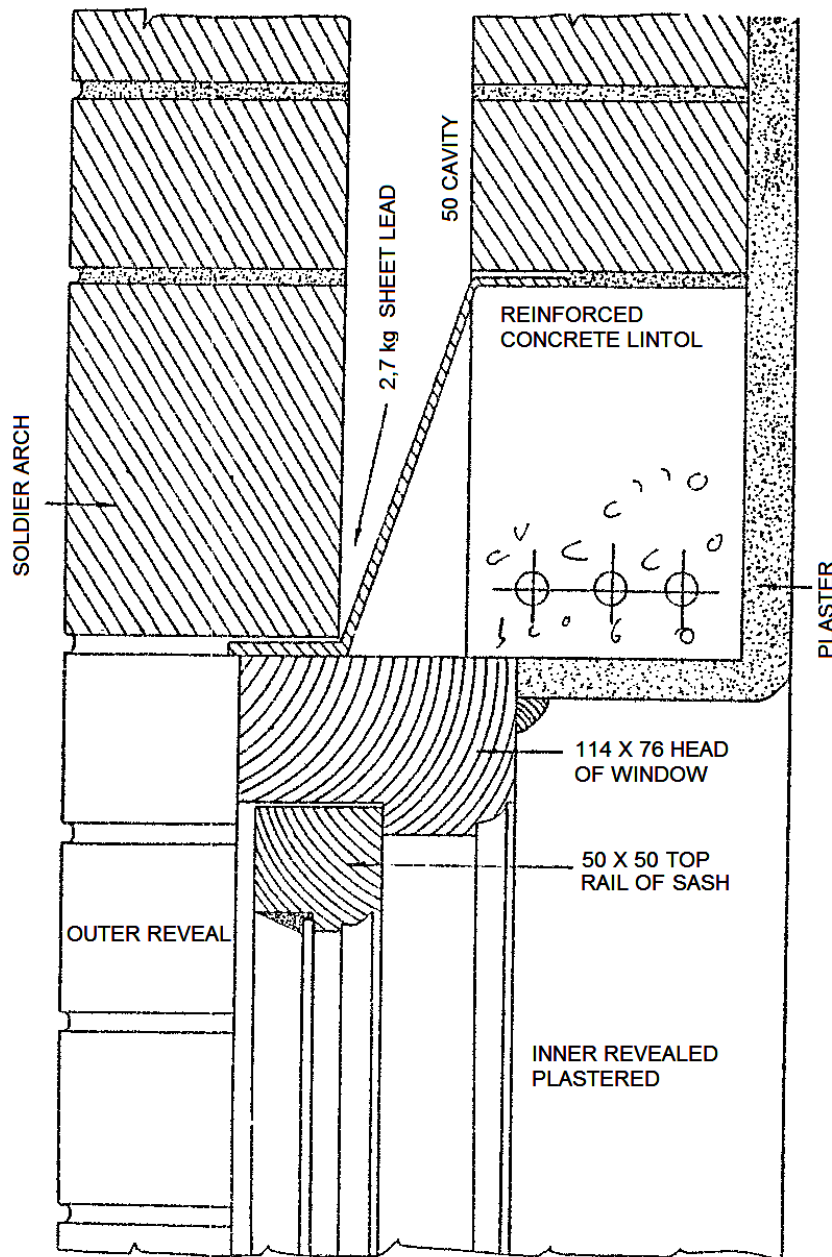 50 CAVITY
2,7 kg SHEET LEAD
REINFORCED
CONCRETE LINTOL
SOLDIER ARCH
PLASTER
114 X 76 HEAD
OF WINDOW
50 X 50 TOP
RAIL OF SASH
OUTER REVEAL
INNER REVEALED
PLASTERED